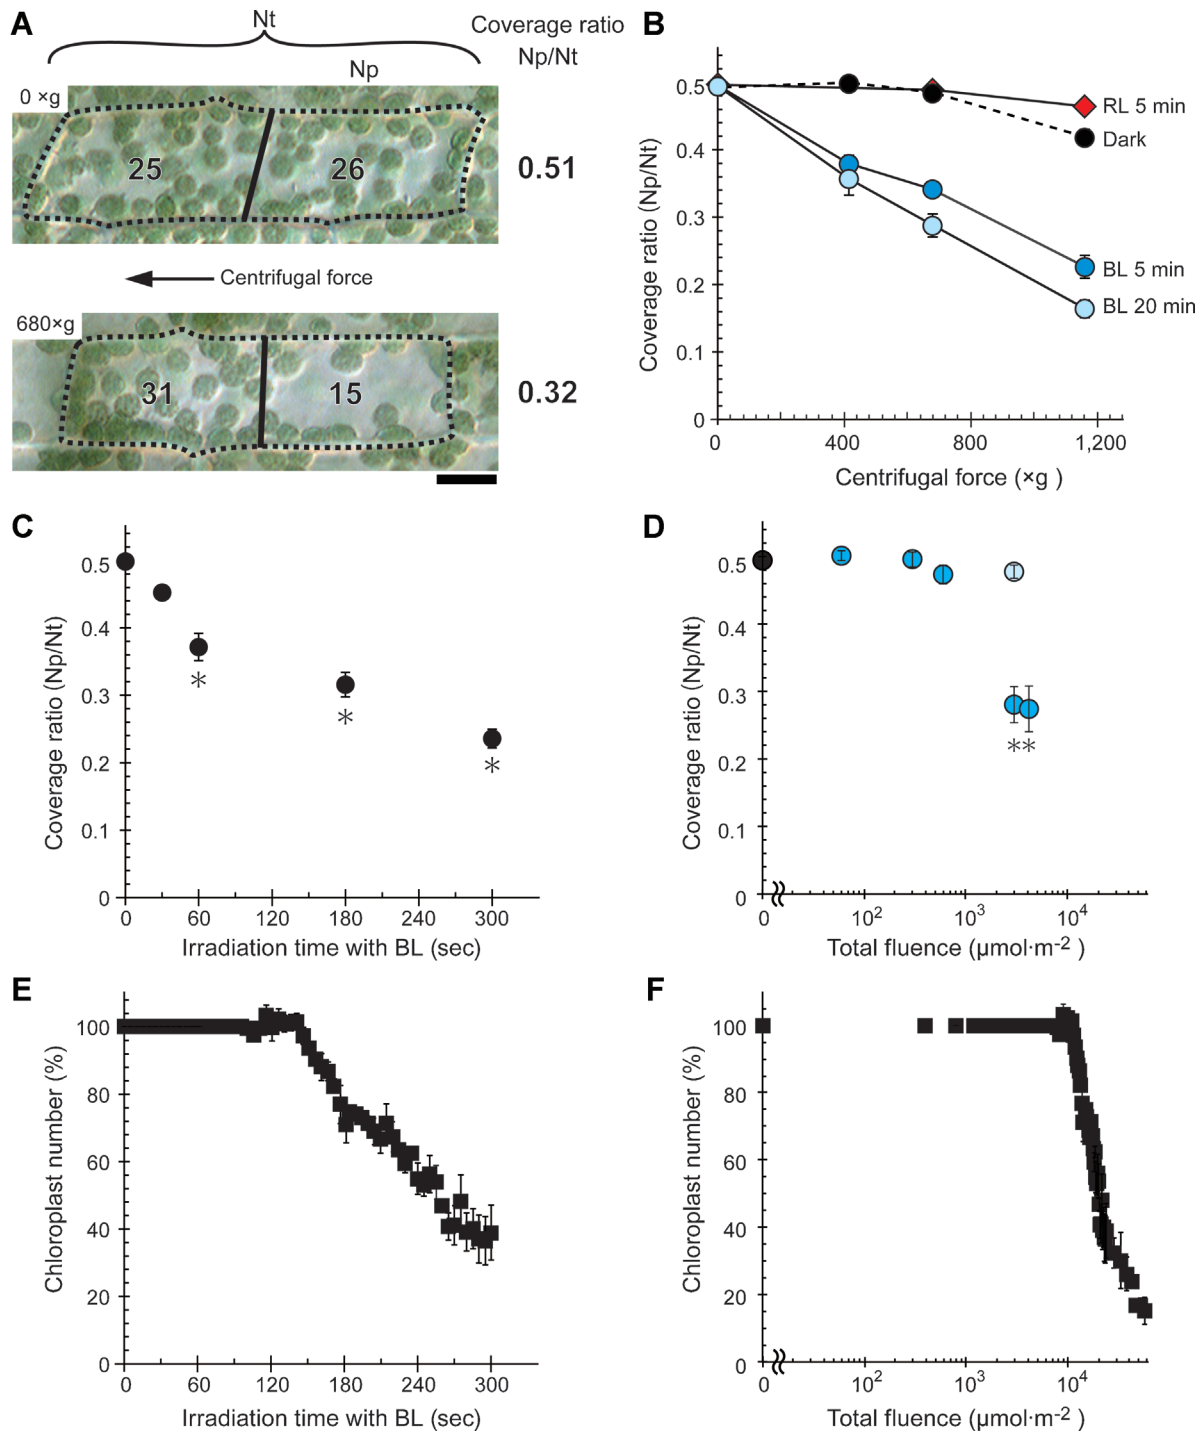 A
Nt
Coverage ratio
Np/Nt
Np
0 ×g
25
26
0.51
Centrifugal force
680×g
31
15
0.32
B
Coverage ratio (Np/Nt)
0.5
0.4
0.3
0.2
0.1
0
0
400
800
1,200
Centrifugal force (×g )
RL 5 min
Dark
BL 5 min
BL 20 min
C
Coverage ratio (Np/Nt)
0.5
0.4
0.3
0.2
0.1
0
∗
∗
∗
0
60
120
180
240
300
Irradiation time with BL (sec)
D
Coverage ratio (Np/Nt)
0.5
0.4
0.3
0.2
0.1
0
∗∗
0
10²
10³
10⁴
Total fluence (μmol·m⁻² )
E
Chloroplast number (%)
100
80
60
40
20
0
0
60
120
180
240
300
Irradiation time with BL (sec)
F
Chloroplast number (%)
100
80
60
40
20
0
0
10²
10³
10⁴
Total fluence (μmol·m⁻² )